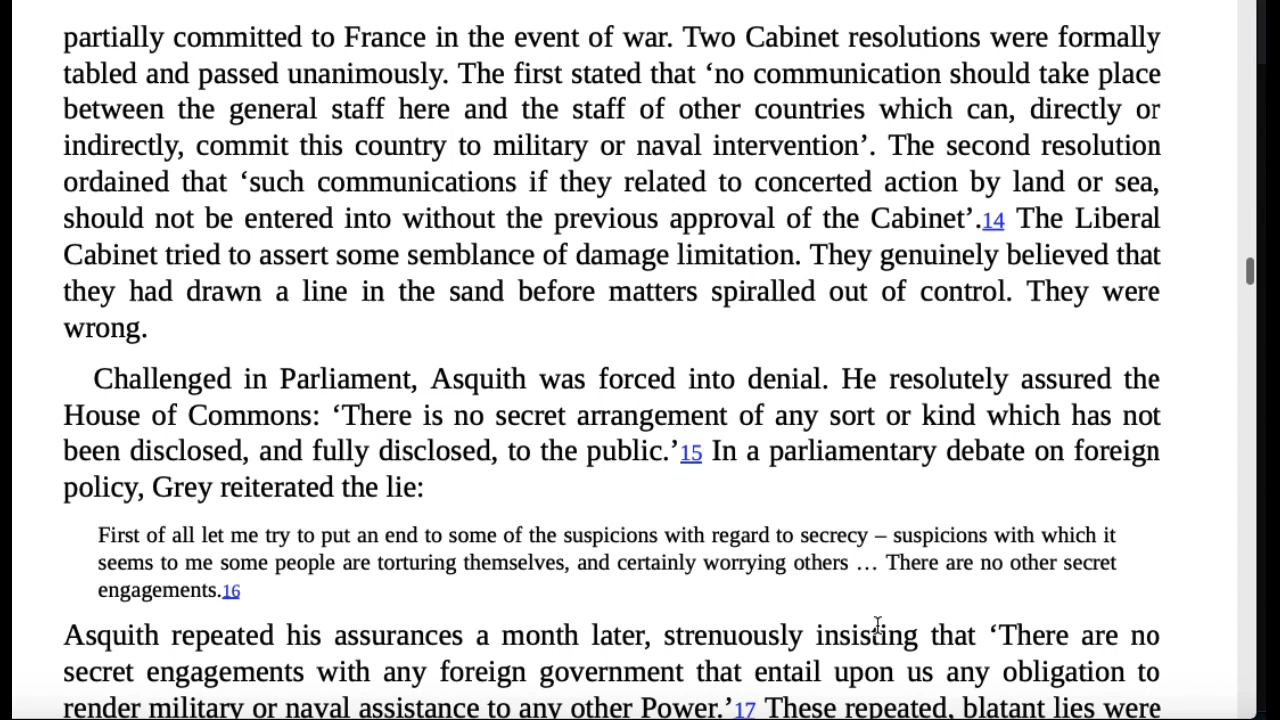 partially committed to France in the event of war. Two Cabinet resolutions were formally
tabled and passed unanimously. The first stated that ‘no communication should take place
between the general staff here and the staff of other countries which can, directly or
indirectly, commit this country to military or naval intervention’. The second resolution
ordained that ‘such communications if they related to concerted action by land or sea,
should not be entered into without the previous approval of the Cabinet’.14 The Liberal
Cabinet tried to assert some semblance of damage limitation. They genuinely believed that
they had drawn a line in the sand before matters spiralled out of control. They were
wrong.
Challenged in Parliament, Asquith was forced into denial. He resolutely assured the
House of Commons: ‘There is no secret arrangement of any sort or kind which has not
been disclosed, and fully disclosed, to the public.’15 In a parliamentary debate on foreign
policy, Grey reiterated the lie:
First of all let me try to put an end to some of the suspicions with regard to secrecy – suspicions with which it
seems to me some people are torturing themselves, and certainly worrying others … There are no other secret
engagements.16
Asquith repeated his assurances a month later, strenuously insisting that ‘There are no
secret engagements with any foreign government that entail upon us any obligation to
render military or naval assistance to any other Power.’17 These repeated, blatant lies were